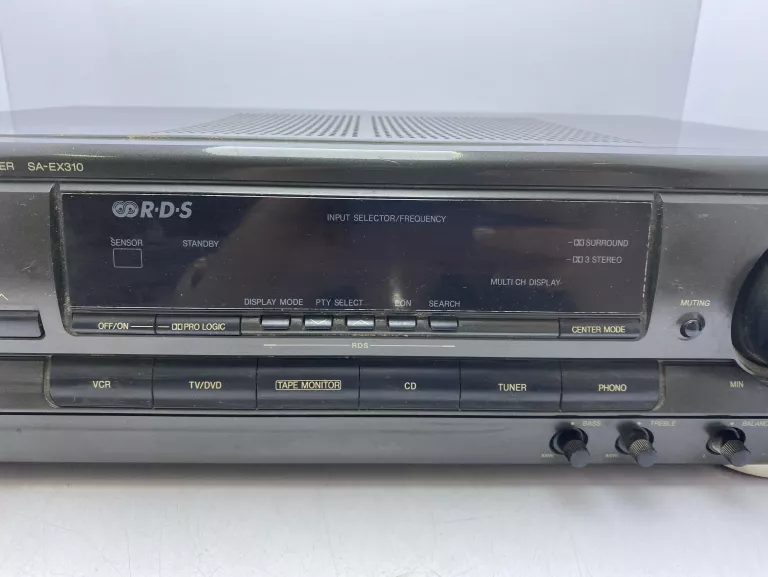 ER SA-EX310
R·D·S
INPUT SELECTOR/FREQUENCY
SENSOR STANDBY
SURROUND
3 STEREO
MULTI CH DISPLAY
DISPLAY MODE PTY SELECT EON SEARCH
MUTING
OFF/ON PRO LOGIC CENTER MODE
RDS
VCR TV/DVD TAPE MONITOR CD TUNER PHONO MIN
BASS TREBLE BALANC